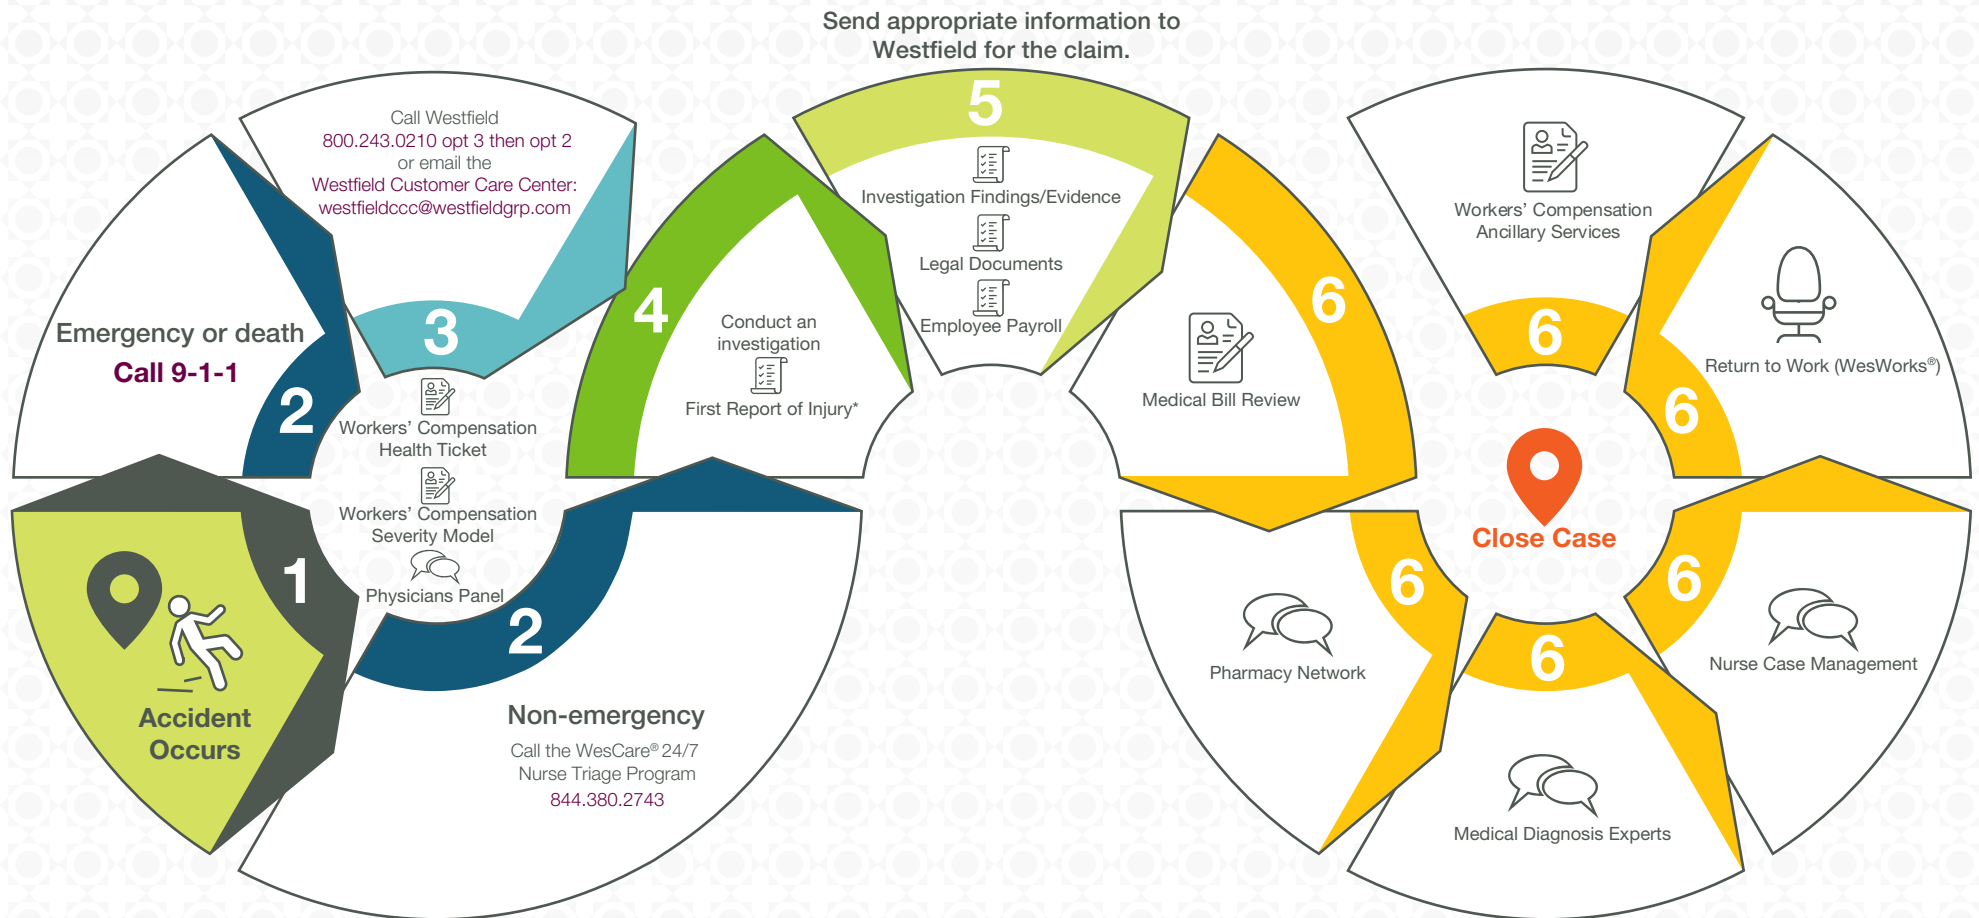 1
Accident
Occurs
2
Emergency or death
Call 9-1-1
2
Non-emergency
Call the WesCare® 24/7
Nurse Triage Program
844.380.2743
3
Call Westfield
800.243.0210 opt 3 then opt 2
or email the
Westfield Customer Care Center:
westfieldccc@westfieldgrp.com
Workers’ Compensation
Health Ticket
Workers’ Compensation
Severity Model
Physicians Panel
4
Conduct an
investigation
First Report of Injury*
Send appropriate information to
Westfield for the claim.
5
Investigation Findings/Evidence
Legal Documents
Employee Payroll
6
Medical Bill Review
6
Pharmacy Network
6
Medical Diagnosis Experts
6
Nurse Case Management
6
Return to Work (WesWorks®)
6
Workers’ Compensation
Ancillary Services
Close Case